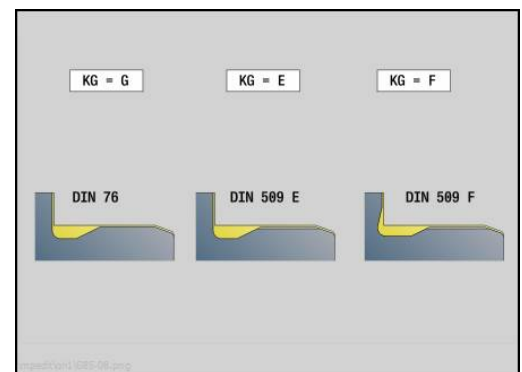 KG = G KG = E KG = F
DIN 76 DIN 509 E DIN 509 F